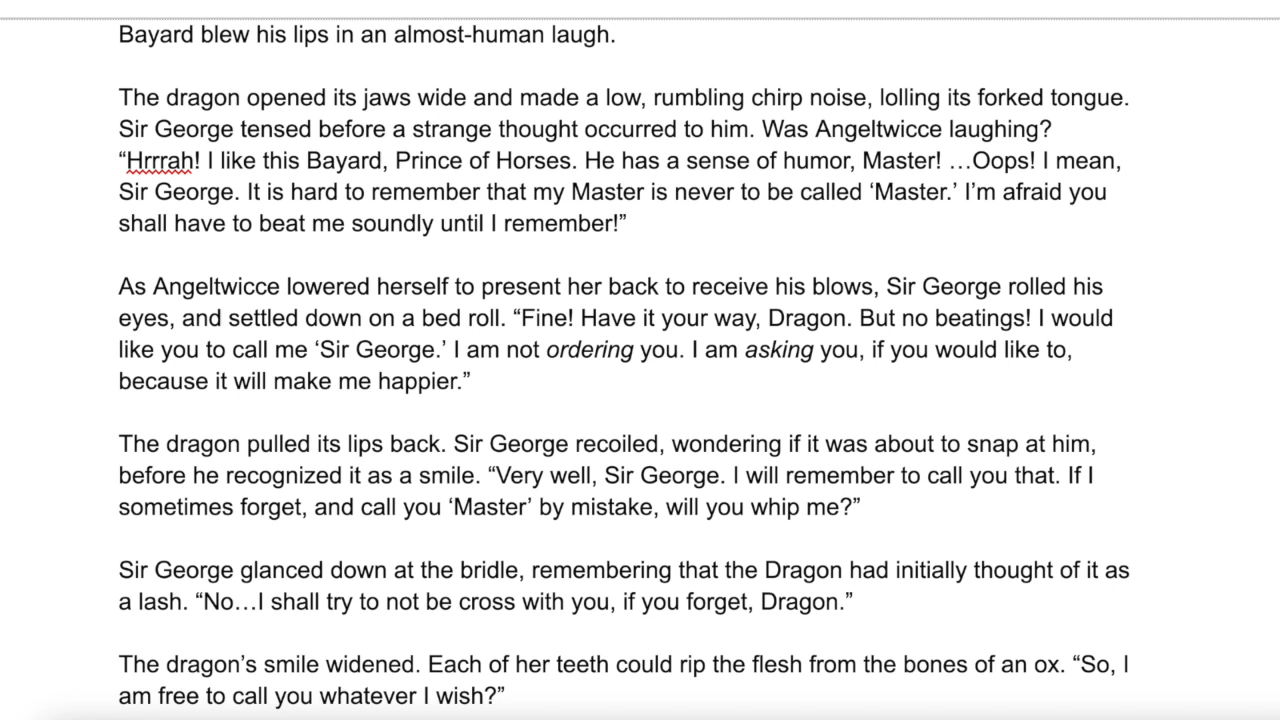 Bayard blew his lips in an almost-human laugh.
The dragon opened its jaws wide and made a low, rumbling chirp noise, lolling its forked tongue.
Sir George tensed before a strange thought occurred to him. Was Angeltwicce laughing?
“Hrrrah! I like this Bayard, Prince of Horses. He has a sense of humor, Master! …Oops! I mean,
Sir George. It is hard to remember that my Master is never to be called ‘Master.’ I’m afraid you
shall have to beat me soundly until I remember!”
As Angeltwicce lowered herself to present her back to receive his blows, Sir George rolled his
eyes, and settled down on a bed roll. “Fine! Have it your way, Dragon. But no beatings! I would
like you to call me ‘Sir George.’ I am not ordering you. I am asking you, if you would like to,
because it will make me happier.”
The dragon pulled its lips back. Sir George recoiled, wondering if it was about to snap at him,
before he recognized it as a smile. “Very well, Sir George. I will remember to call you that. If I
sometimes forget, and call you ‘Master’ by mistake, will you whip me?”
Sir George glanced down at the bridle, remembering that the Dragon had initially thought of it as
a lash. “No…I shall try to not be cross with you, if you forget, Dragon.”
The dragon’s smile widened. Each of her teeth could rip the flesh from the bones of an ox. “So, I
am free to call you whatever I wish?”